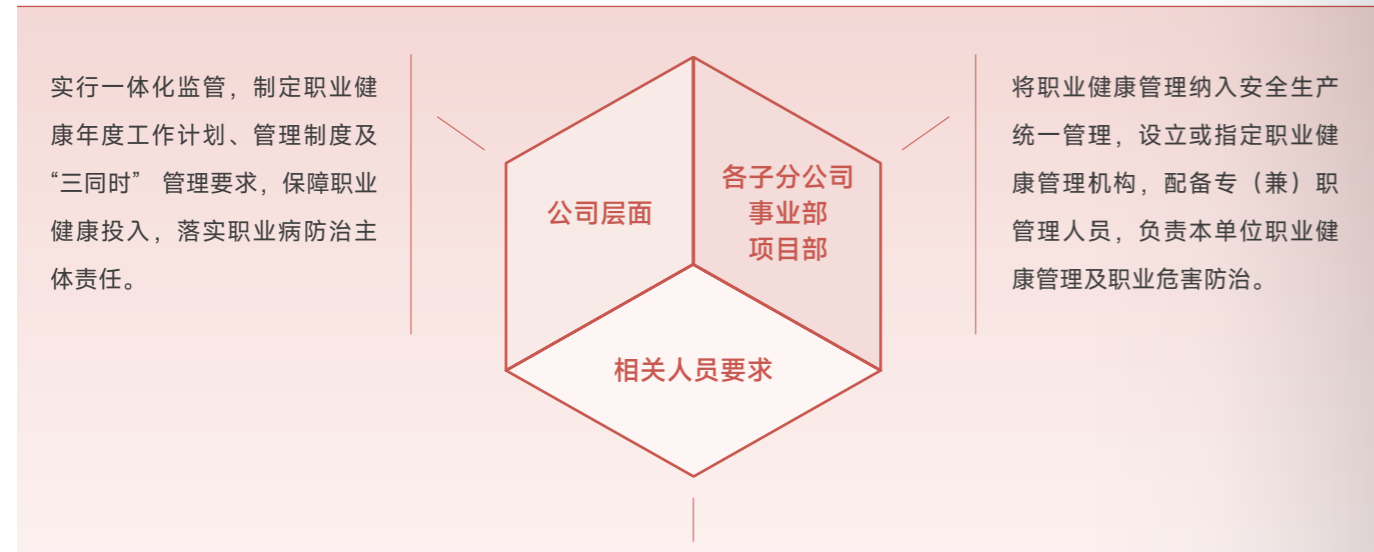 实行一体化监管，制定职业健
康年度工作计划、管理制度及
“三同时” 管理要求，保障职业
健康投入，落实职业病防治主
体责任。
公司层面
各子分公司
事业部
项目部
相关人员要求
将职业健康管理纳入安全生产
统一管理，设立或指定职业健
康管理机构，配备专（兼）职
管理人员，负责本单位职业健
康管理及职业危害防治。